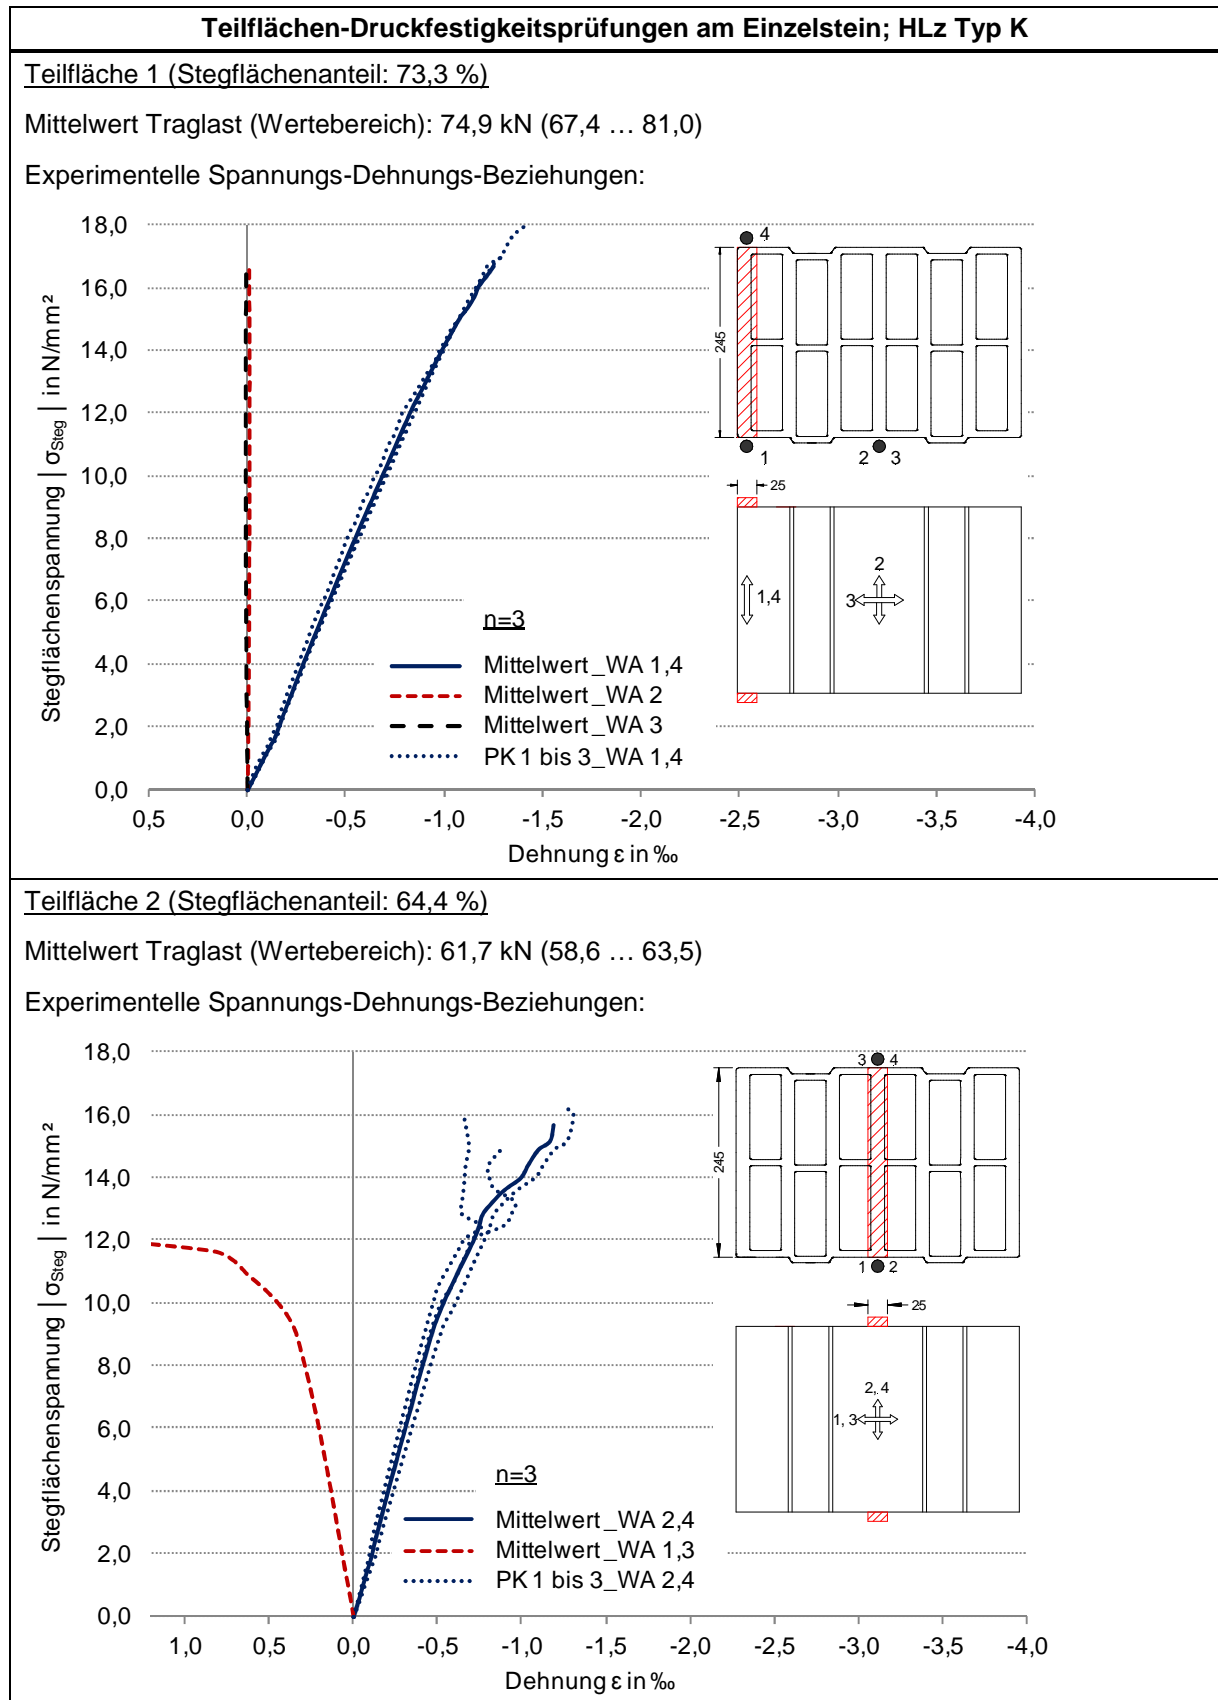 Teilflächen-Druckfestigkeitsprüfungen am Einzelstein; HLz Typ K
Teilfläche 1 (Stegflächenanteil: 73,3 %)
Mittelwert Traglast (Wertebereich): 74,9 kN (67,4 … 81,0)
Experimentelle Spannungs-Dehnungs-Beziehungen:
Stegflächenspannung | σSteg | in N/mm²
18,0
16,0
14,0
12,0
10,0
8,0
6,0
4,0
2,0
0,0
0,5 0,0 -0,5 -1,0 -1,5 -2,0 -2,5 -3,0 -3,5 -4,0
Dehnung ε in ‰
n=3
Mittelwert_WA 1,4
Mittelwert_WA 2
Mittelwert_WA 3
PK 1 bis 3_WA 1,4
4
245
1 2 3
25
1,4
2
3
Teilfläche 2 (Stegflächenanteil: 64,4 %)
Mittelwert Traglast (Wertebereich): 61,7 kN (58,6 … 63,5)
Experimentelle Spannungs-Dehnungs-Beziehungen:
Stegflächenspannung | σSteg | in N/mm²
18,0
16,0
14,0
12,0
10,0
8,0
6,0
4,0
2,0
0,0
1,0 0,5 0,0 -0,5 -1,0 -1,5 -2,0 -2,5 -3,0 -3,5 -4,0
Dehnung ε in ‰
n=3
Mittelwert_WA 2,4
Mittelwert_WA 1,3
PK 1 bis 3_WA 2,4
3 4
245
1 2
25
2, 4
1, 3